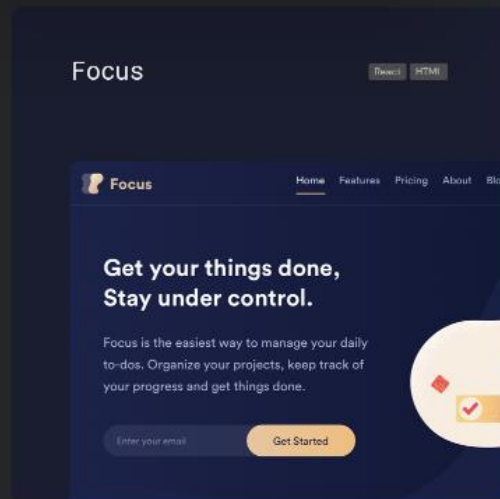 Focus
React HTML
Focus Home Features Pricing About
Get your things done,
Stay under control.
Focus is the easiest way to manage your daily
to-dos. Organize your projects, keep track of
your progress and get things done.
Enter your email Get Started